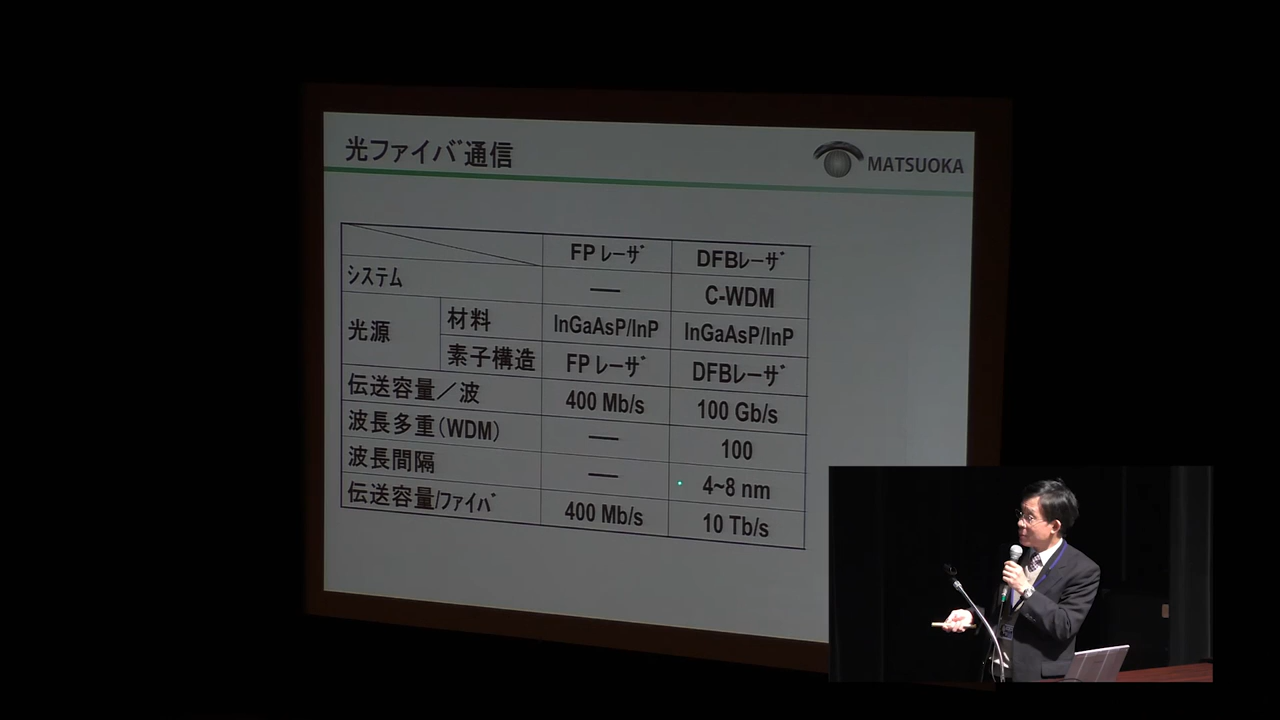 光ファイバ通信
MATSUOKA
FPレーザ DFBレーザ
システム — C-WDM
光源 材料 InGaAsP/InP InGaAsP/InP
素子構造 FPレーザ DFBレーザ
伝送容量/波 400 Mb/s 100 Gb/s
波長多重(WDM) — 100
波長間隔 — 4~8 nm
伝送容量/ファイバ 400 Mb/s 10 Tb/s